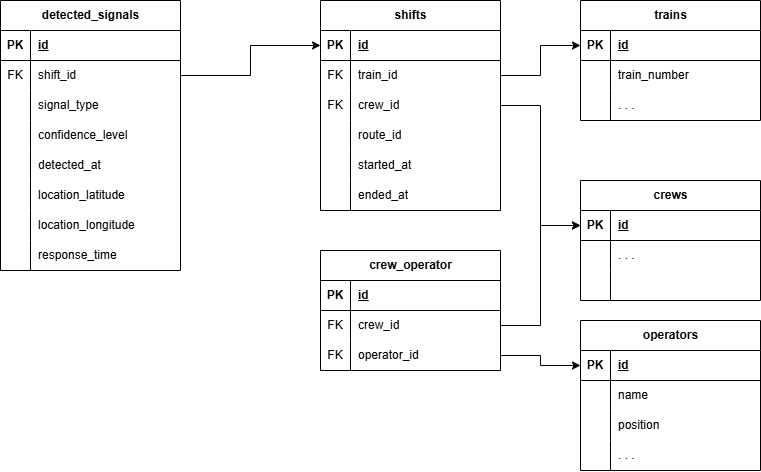 detected_signals
PK id
FK shift_id
signal_type
confidence_level
detected_at
location_latitude
location_longitude
response_time
shifts
PK id
FK train_id
FK crew_id
route_id
started_at
ended_at
crew_operator
PK id
FK crew_id
FK operator_id
trains
PK id
train_number
. . .
crews
PK id
. . .
operators
PK id
name
position
. . .